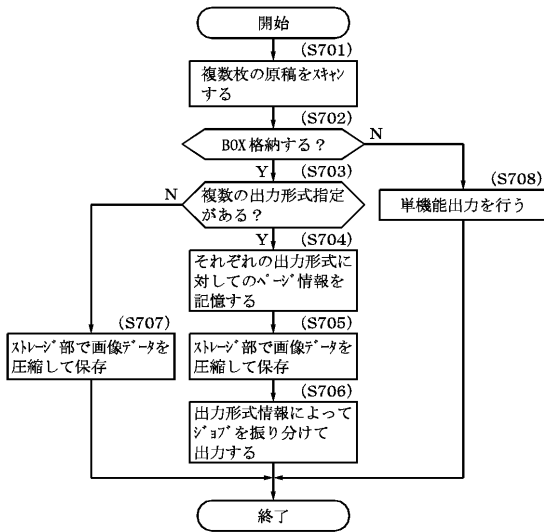 開始
(S701)
複数枚の原稿をｽｷｬﾝ
する
(S702)
BOX格納する？
N
Y
(S703)
複数の出力形式指定
がある？
N
Y
(S708)
単機能出力を行う
(S704)
それぞれの出力形式に
対してのﾍﾟｰｼﾞ情報を
記憶する
(S707)
ｽﾄﾚｰｼﾞ部で画像ﾃﾞｰﾀを
圧縮して保存
(S705)
ｽﾄﾚｰｼﾞ部で画像ﾃﾞｰﾀを
圧縮して保存
(S706)
出力形式情報によって
ｼﾞｮﾌﾞを振り分けて
出力する
終了